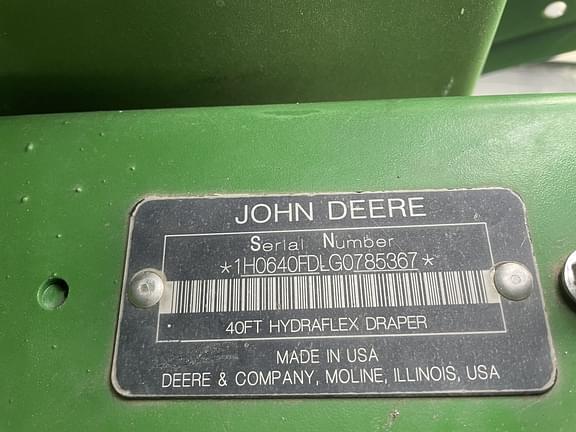 JOHN DEERE
Serial Number
*1H0640FDLG0785367*
40FT HYDRAFLEX DRAPER
MADE IN USA
DEERE & COMPANY, MOLINE, ILLINOIS, USA